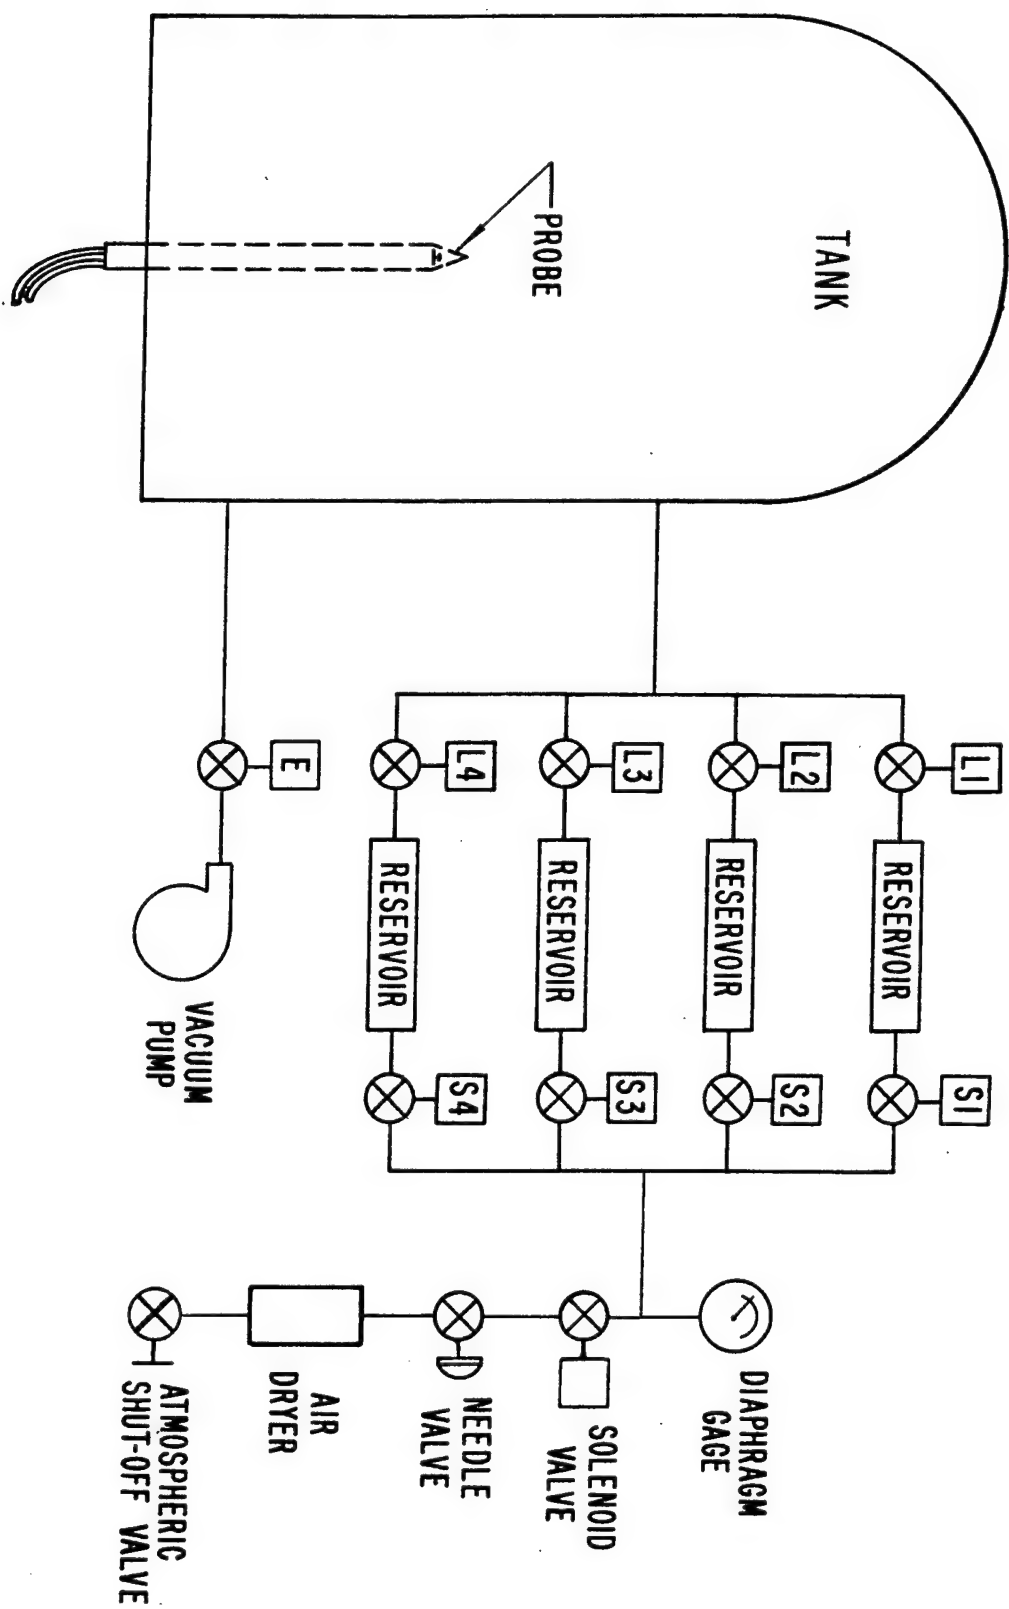 TANK
PROBE
L1
L2
L3
L4
E
RESERVOIR
RESERVOIR
RESERVOIR
RESERVOIR
VACUUM
PUMP
S1
S2
S3
S4
DIAPHRAGM
GAGE
SOLENOID
VALVE
NEEDLE
VALVE
AIR
DRYER
ATMOSPHERIC
SHUT-OFF VALVE